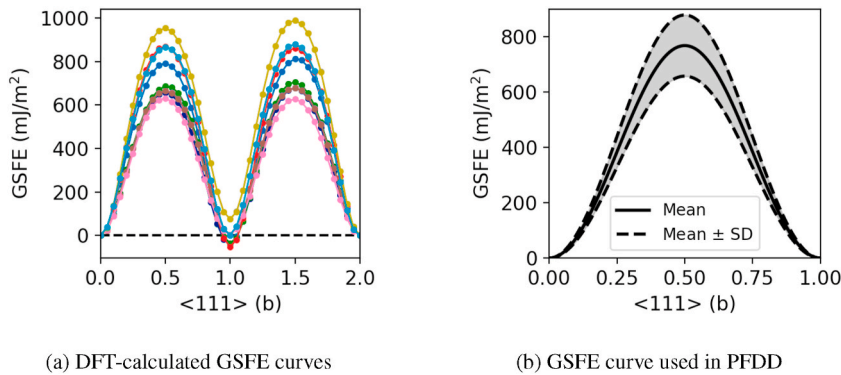 1000
800
600
400
200
0
GSFE (mJ/m²)
0.0 0.5 1.0 1.5 2.0
<111> (b)
(a) DFT-calculated GSFE curves
800
600
400
200
0
GSFE (mJ/m²)
Mean
Mean ± SD
0.00 0.25 0.50 0.75 1.00
<111> (b)
(b) GSFE curve used in PFDD